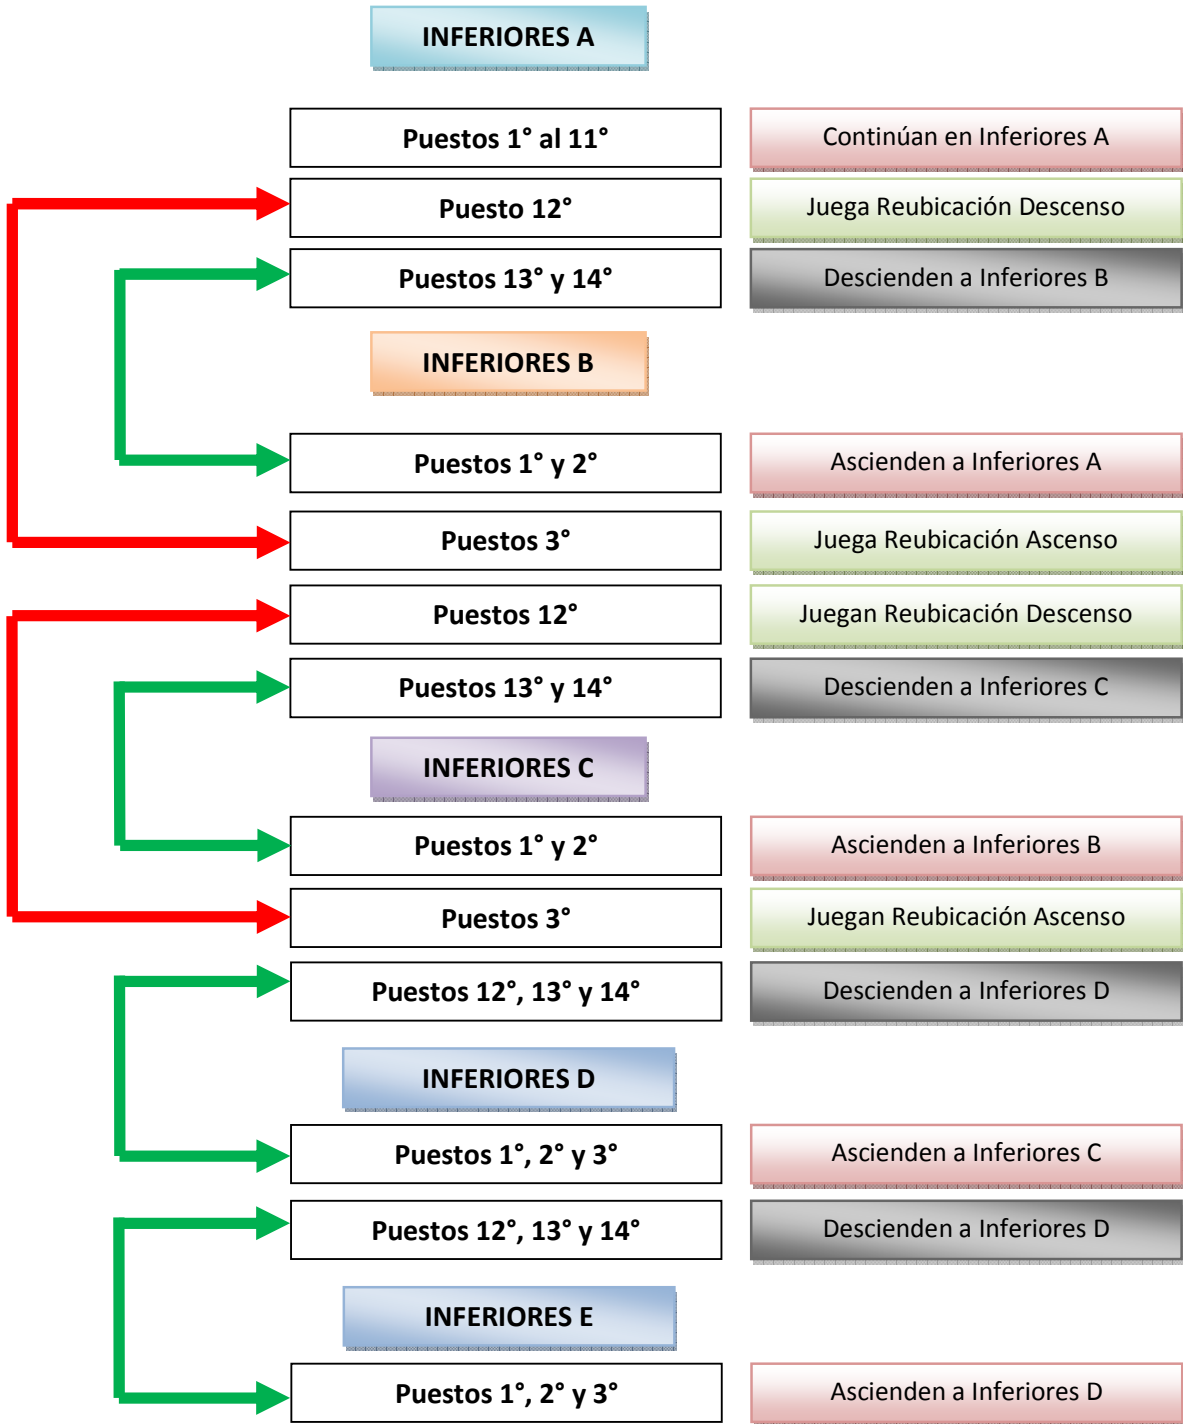 INFERIORES A
Puestos 1° al 11°
Continúan en Inferiores A
Puesto 12°
Juega Reubicación Descenso
Puestos 13° y 14°
Descienden a Inferiores B
INFERIORES B
Puestos 1° y 2°
Ascienden a Inferiores A
Puestos 3°
Juega Reubicación Ascenso
Puestos 12°
Juegan Reubicación Descenso
Puestos 13° y 14°
Descienden a Inferiores C
INFERIORES C
Puestos 1° y 2°
Ascienden a Inferiores B
Puestos 3°
Juegan Reubicación Ascenso
Puestos 12°, 13° y 14°
Descienden a Inferiores D
INFERIORES D
Puestos 1°, 2° y 3°
Ascienden a Inferiores C
Puestos 12°, 13° y 14°
Descienden a Inferiores D
INFERIORES E
Puestos 1°, 2° y 3°
Ascienden a Inferiores D